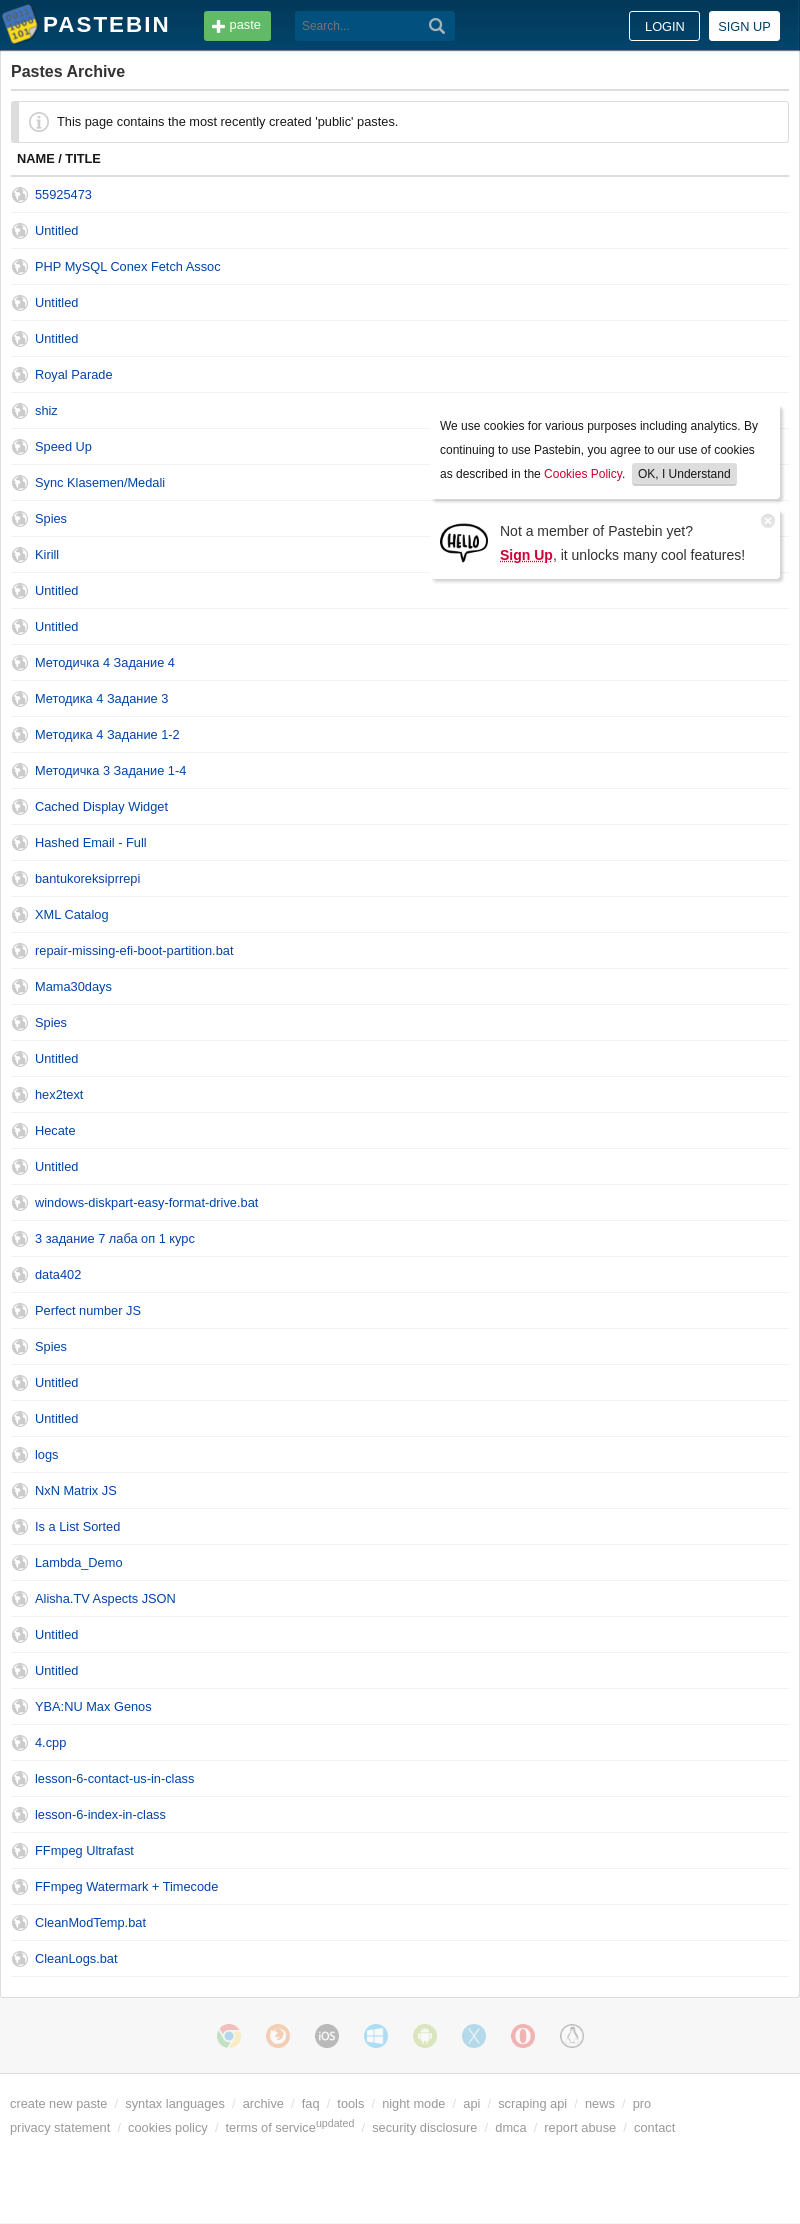 PASTEBIN
paste
Search...
LOGIN
SIGN UP
Pastes Archive
This page contains the most recently created 'public' pastes.
NAME / TITLE
55925473
Untitled
PHP MySQL Conex Fetch Assoc
Untitled
Untitled
Royal Parade
shiz
Speed Up
Sync Klasemen/Medali
Spies
Kirill
We use cookies for various purposes including analytics. By
continuing to use Pastebin, you agree to our use of cookies
as described in the Cookies Policy. OK, I Understand
HELLO
Not a member of Pastebin yet?
Sign Up, it unlocks many cool features!
Untitled
Untitled
Методичка 4 Задание 4
Методика 4 Задание 3
Методика 4 Задание 1-2
Методичка 3 Задание 1-4
Cached Display Widget
Hashed Email - Full
bantukoreksiprrepi
XML Catalog
repair-missing-efi-boot-partition.bat
Mama30days
Spies
Untitled
hex2text
Hecate
Untitled
windows-diskpart-easy-format-drive.bat
3 задание 7 лаба оп 1 курс
data402
Perfect number JS
Spies
Untitled
Untitled
logs
NxN Matrix JS
Is a List Sorted
Lambda_Demo
Alisha.TV Aspects JSON
Untitled
Untitled
YBA:NU Max Genos
4.cpp
lesson-6-contact-us-in-class
lesson-6-index-in-class
FFmpeg Ultrafast
FFmpeg Watermark + Timecode
CleanModTemp.bat
CleanLogs.bat
iOS
create new paste / syntax languages / archive / faq / tools / night mode / api / scraping api / news / pro
privacy statement / cookies policy / terms of service updated / security disclosure / dmca / report abuse / contact